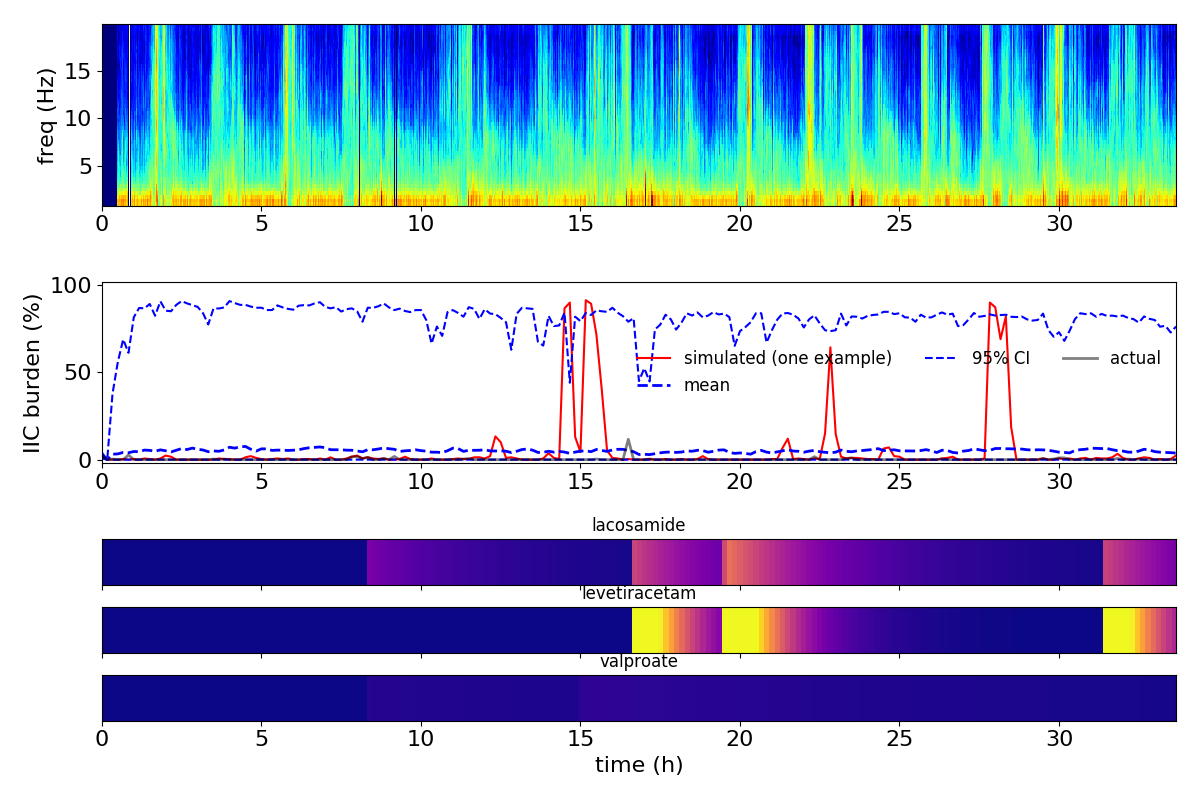 freq (Hz)
15
10
5
0 5 10 15 20 25 30
IIC burden (%)
100
50
0
simulated (one example) 95% CI actual
mean
0 5 10 15 20 25 30
lacosamide
levetiracetam
valproate
0 5 10 15 20 25 30
time (h)